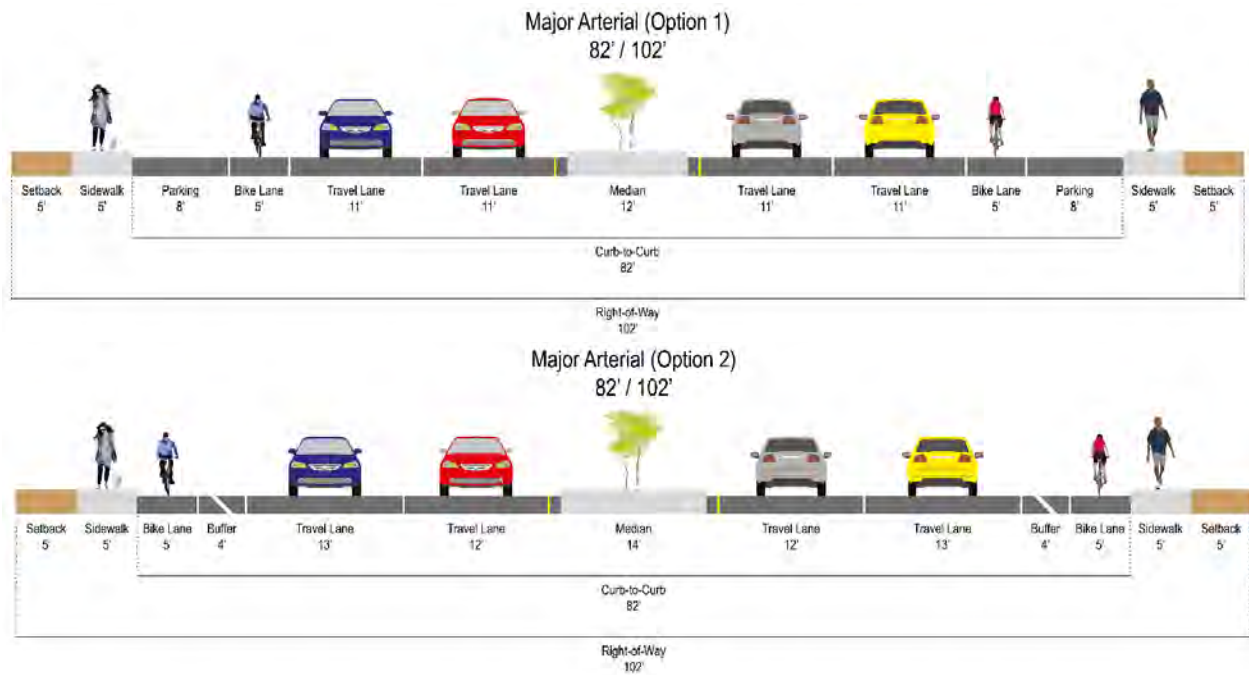 Major Arterial (Option 1)
82' / 102'
Setback Sidewalk Parking Bike Lane Travel Lane Travel Lane Median Travel Lane Travel Lane Bike Lane Parking Sidewalk Setback
5' 5' 8' 5' 11' 11' 12' 11' 11' 5' 8' 5' 5'
Curb-to-Curb
82'
Right-of-Way
102'
Major Arterial (Option 2)
82' / 102'
Setback Sidewalk Bike Lane Buffer Travel Lane Travel Lane Median Travel Lane Travel Lane Buffer Bike Lane Sidewalk Setback
5' 5' 5' 4' 13' 12' 14' 12' 13' 4' 5' 5' 5'
Curb-to-Curb
82'
Right-of-Way
102'